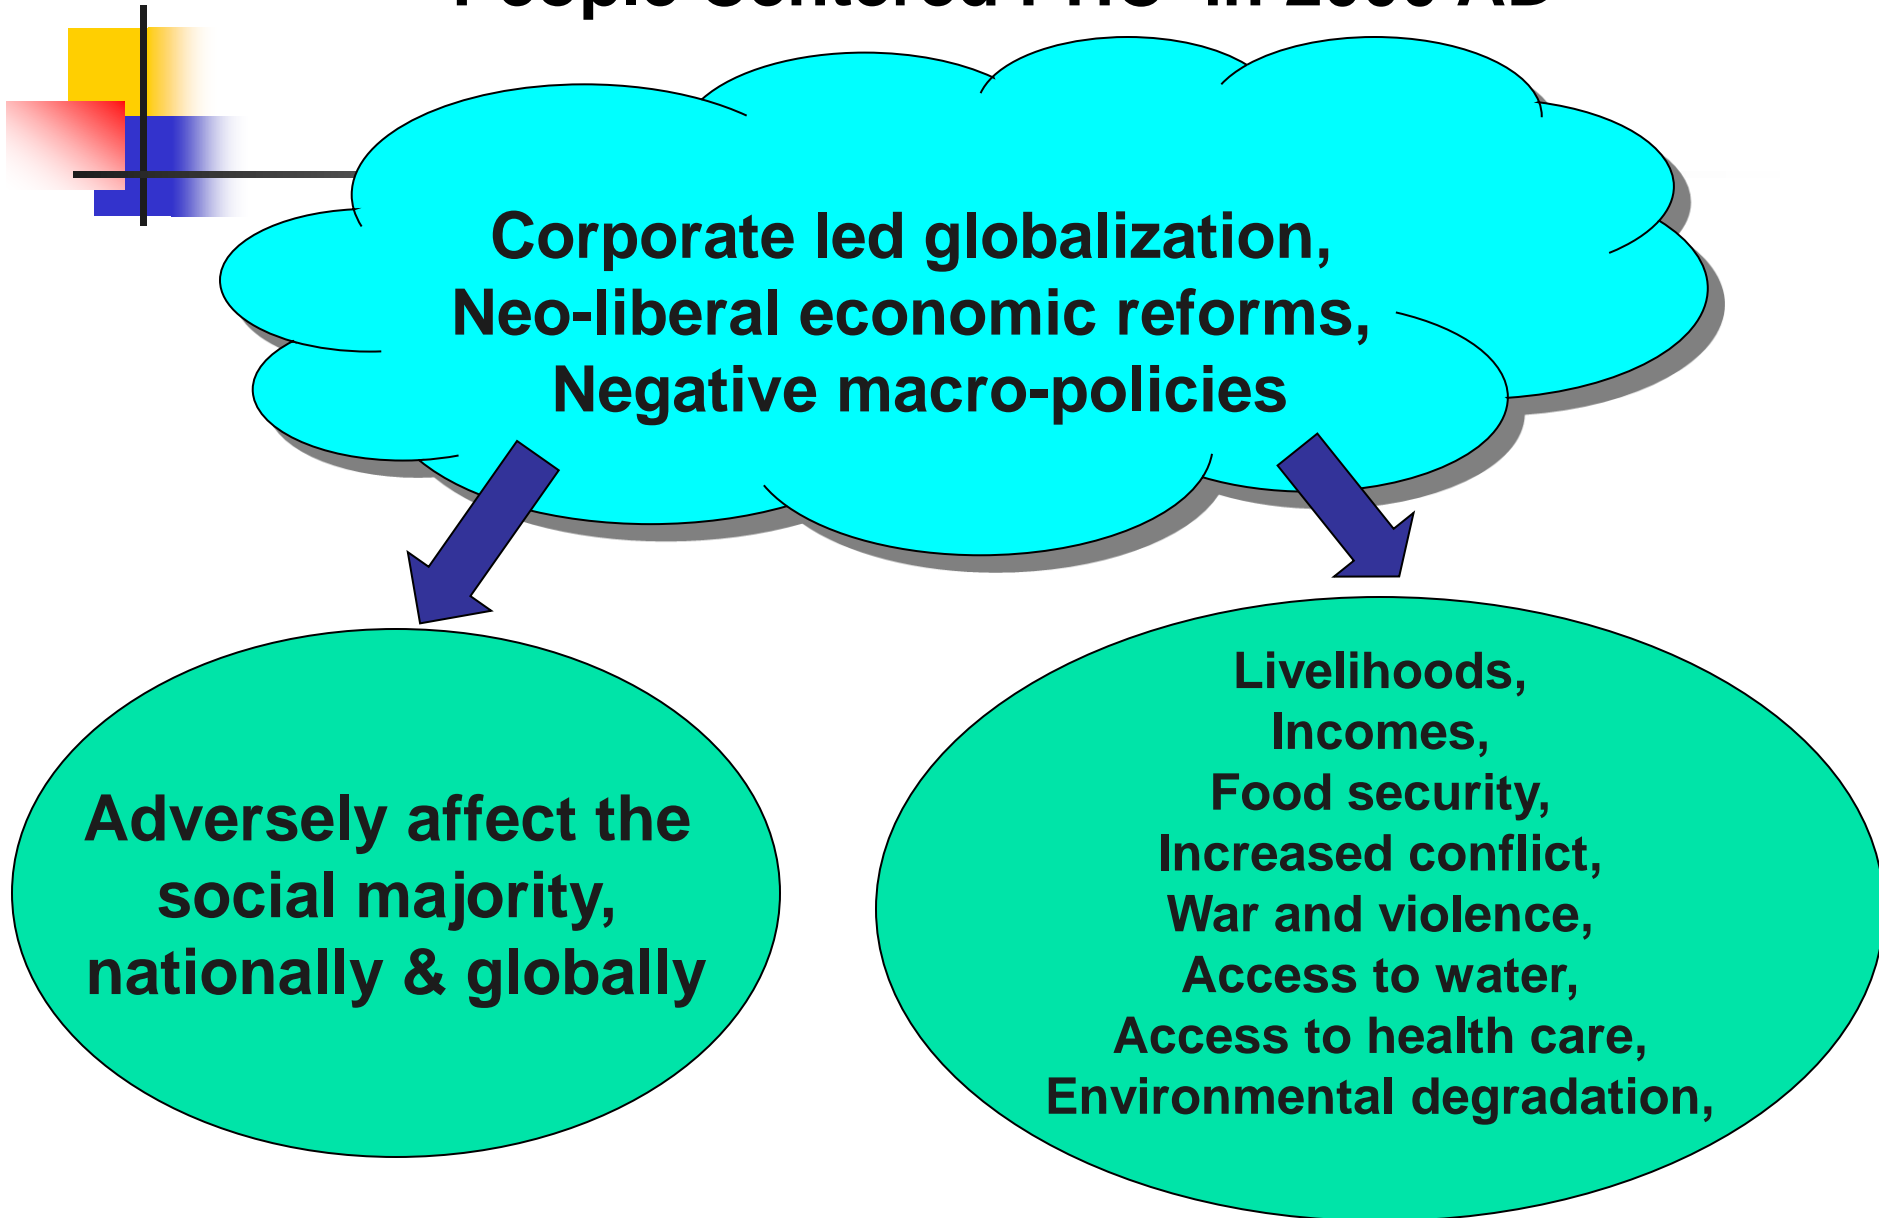 Corporate led globalization,
Neo-liberal economic reforms,
Negative macro-policies
Adversely affect the
social majority,
nationally & globally
Livelihoods,
Incomes,
Food security,
Increased conflict,
War and violence,
Access to water,
Access to health care,
Environmental degradation,